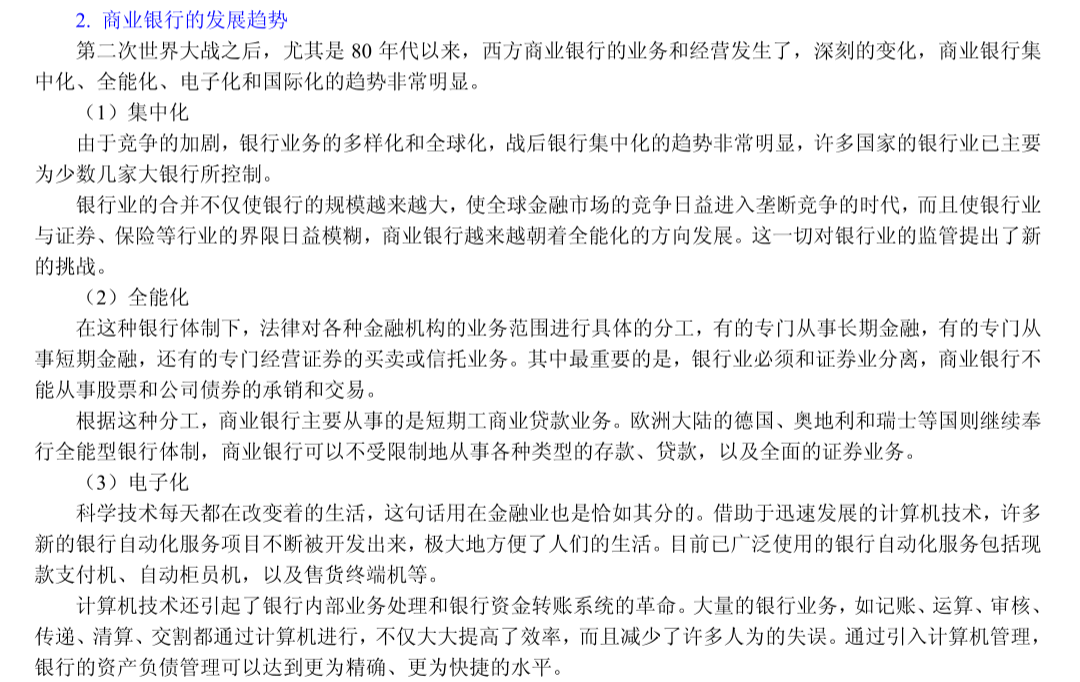 2. 商业银行的发展趋势
第二次世界大战之后，尤其是 80 年代以来，西方商业银行的业务和经营发生了，深刻的变化，商业银行集
中化、全能化、电子化和国际化的趋势非常明显。
（1）集中化
由于竞争的加剧，银行业务的多样化和全球化，战后银行集中化的趋势非常明显，许多国家的银行业已主要
为少数几家大银行所控制。
银行业的合并不仅使银行的规模越来越大，使全球金融市场的竞争日益进入垄断竞争的时代，而且使银行业
与证券、保险等行业的界限日益模糊，商业银行越来越朝着全能化的方向发展。这一切对银行业的监管提出了新
的挑战。
（2）全能化
在这种银行体制下，法律对各种金融机构的业务范围进行具体的分工，有的专门从事长期金融，有的专门从
事短期金融，还有的专门经营证券的买卖或信托业务。其中最重要的是，银行业必须和证券业分离，商业银行不
能从事股票和公司债券的承销和交易。
根据这种分工，商业银行主要从事的是短期工商业贷款业务。欧洲大陆的德国、奥地利和瑞士等国则继续奉
行全能型银行体制，商业银行可以不受限制地从事各种类型的存款、贷款，以及全面的证券业务。
（3）电子化
科学技术每天都在改变着的生活，这句话用在金融业也是恰如其分的。借助于迅速发展的计算机技术，许多
新的银行自动化服务项目不断被开发出来，极大地方便了人们的生活。目前已广泛使用的银行自动化服务包括现
款支付机、自动柜员机，以及售货终端机等。
计算机技术还引起了银行内部业务处理和银行资金转账系统的革命。大量的银行业务，如记账、运算、审核、
传递、清算、交割都通过计算机进行，不仅大大提高了效率，而且减少了许多人为的失误。通过引入计算机管理，
银行的资产负债管理可以达到更为精确、更为快捷的水平。